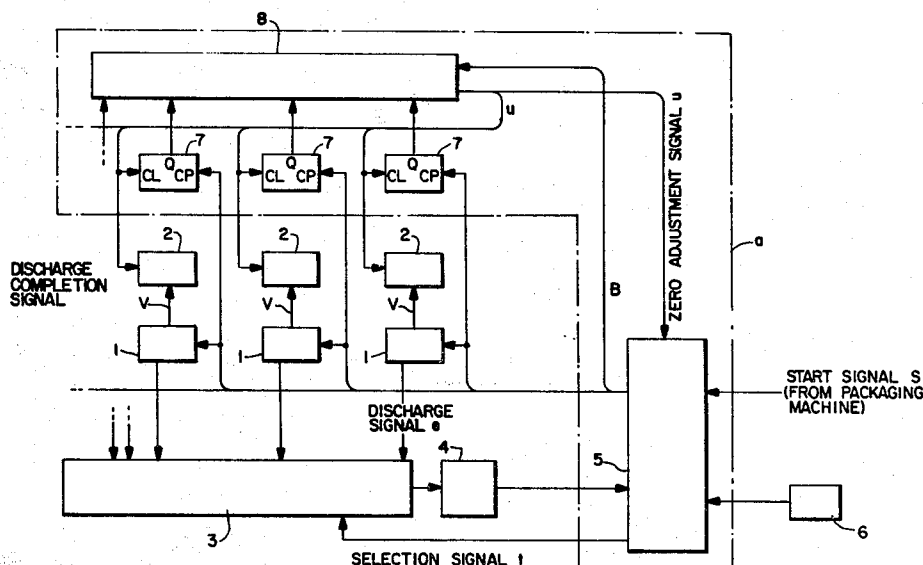 8
u
7
7
7
CL Q CP
CL Q CP
CL Q CP
ZERO ADJUSTMENT SIGNAL u
a
2
2
2
DISCHARGE
COMPLETION
SIGNAL
V
V
V
B
1
1
1
START SIGNAL S
(FROM PACKAGING
MACHINE)
DISCHARGE
SIGNAL e
4
5
3
6
SELECTION SIGNAL t